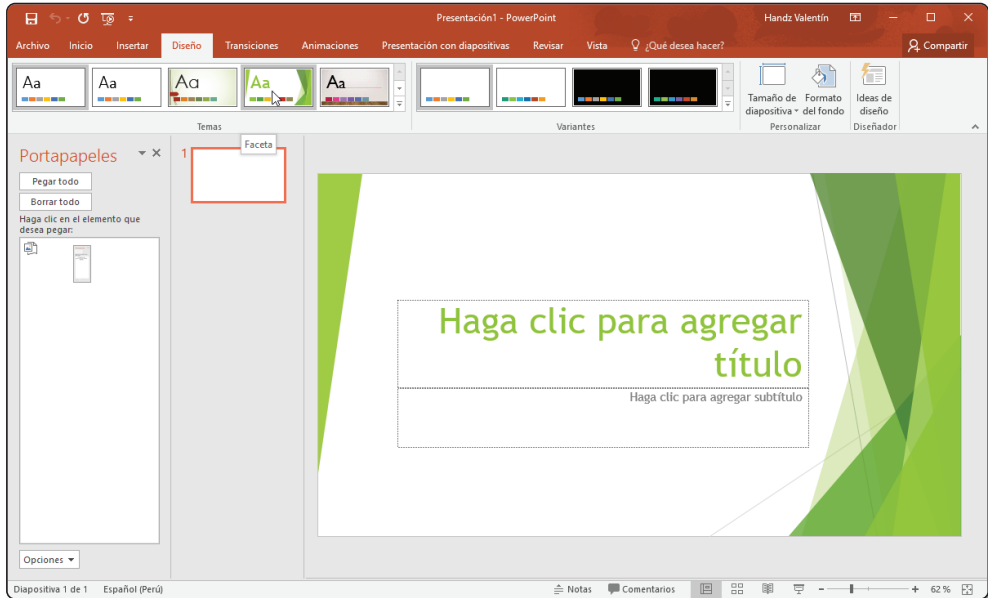 Presentación1 - PowerPoint
Handz Valentín
Archivo Inicio Insertar Diseño Transiciones Animaciones Presentación con diapositivas Revisar Vista ¿Qué desea hacer? Compartir
Aa Aa Aa Aa Aa
Tamaño de diapositiva
Formato del fondo
Ideas de diseño
Temas Variantes Personalizar Diseñador
Faceta
Portapapeles
Pegar todo
Borrar todo
Haga clic en el elemento que
desea pegar:
Opciones
1
Haga clic para agregar
título
Haga clic para agregar subtítulo
Diapositiva 1 de 1 Español (Perú) Notas Comentarios 62 %